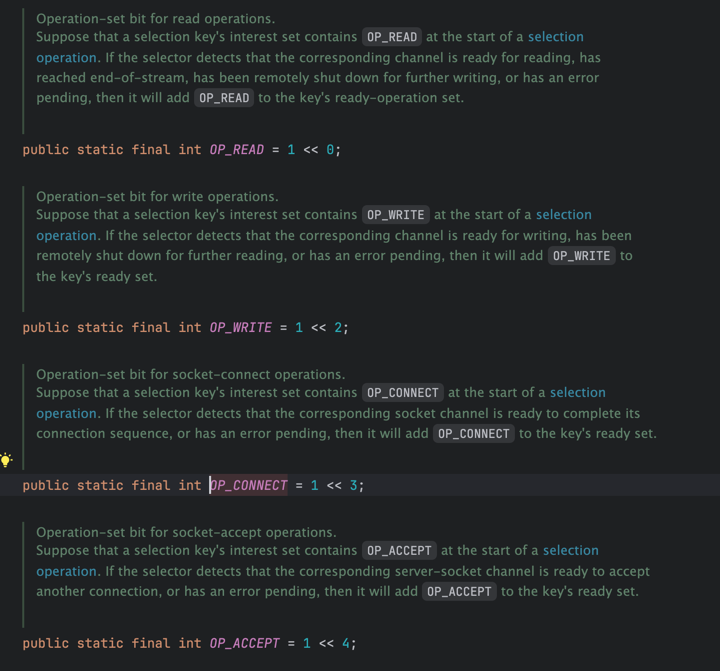 Operation-set bit for read operations.
Suppose that a selection key's interest set contains OP_READ at the start of a selection
operation. If the selector detects that the corresponding channel is ready for reading, has
reached end-of-stream, has been remotely shut down for further writing, or has an error
pending, then it will add OP_READ to the key's ready-operation set.
public static final int OP_READ = 1 << 0;
Operation-set bit for write operations.
Suppose that a selection key's interest set contains OP_WRITE at the start of a selection
operation. If the selector detects that the corresponding channel is ready for writing, has been
remotely shut down for further reading, or has an error pending, then it will add OP_WRITE to
the key's ready set.
public static final int OP_WRITE = 1 << 2;
Operation-set bit for socket-connect operations.
Suppose that a selection key's interest set contains OP_CONNECT at the start of a selection
operation. If the selector detects that the corresponding socket channel is ready to complete its
connection sequence, or has an error pending, then it will add OP_CONNECT to the key's ready set.
public static final int OP_CONNECT = 1 << 3;
Operation-set bit for socket-accept operations.
Suppose that a selection key's interest set contains OP_ACCEPT at the start of a selection
operation. If the selector detects that the corresponding server-socket channel is ready to accept
another connection, or has an error pending, then it will add OP_ACCEPT to the key's ready set.
public static final int OP_ACCEPT = 1 << 4;